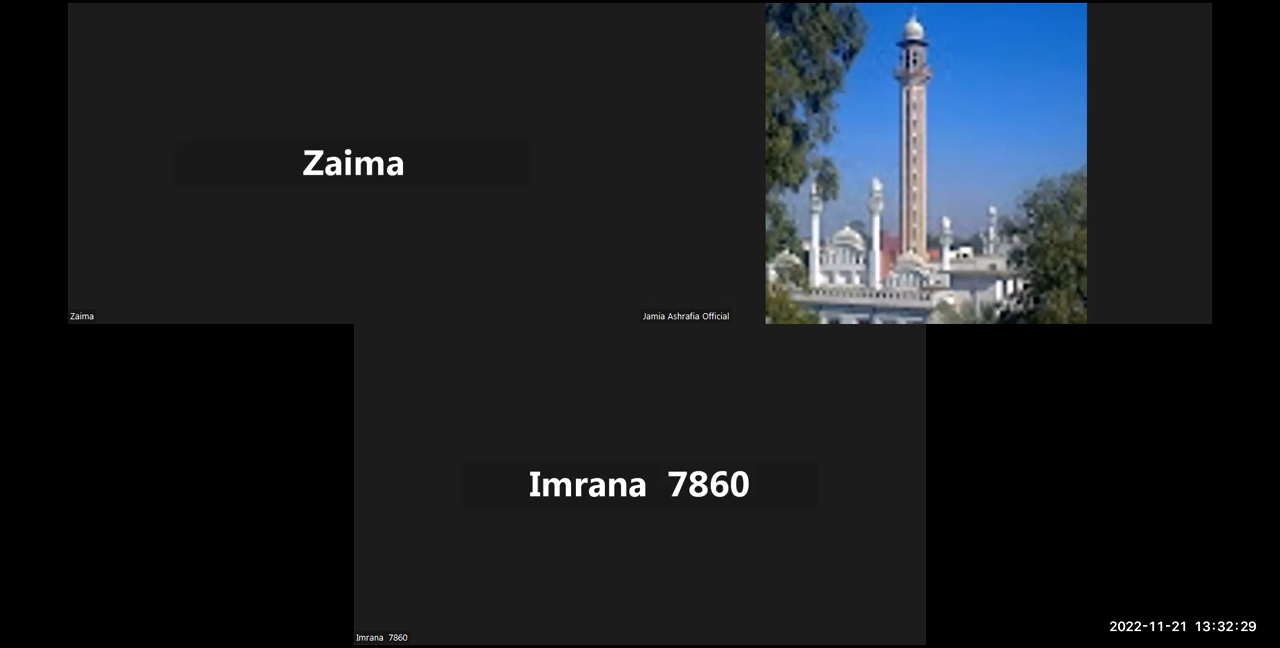 Zaima
Zaima
Jamia Ashrafia Official
Imrana 7860
Imrana 7860
2022-11-21 13:32:29